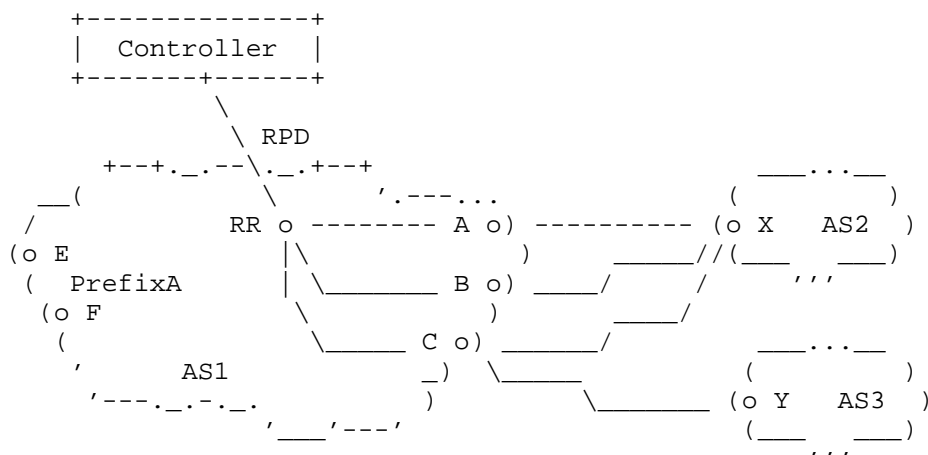 Controller
RPD
RR o A o) (o X AS2 )
(o E
( PrefixA B o)
(o F
C o)
AS1
(o Y AS3 )